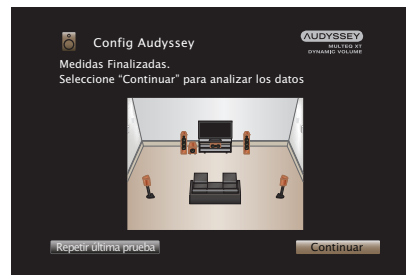 Config Audyssey
AUDYSSEY
MULTEQ XT
DYNAMIC VOLUME
Medidas Finalizadas.
Seleccione “Continuar” para analizar los datos
Repetir última prueba
Continuar